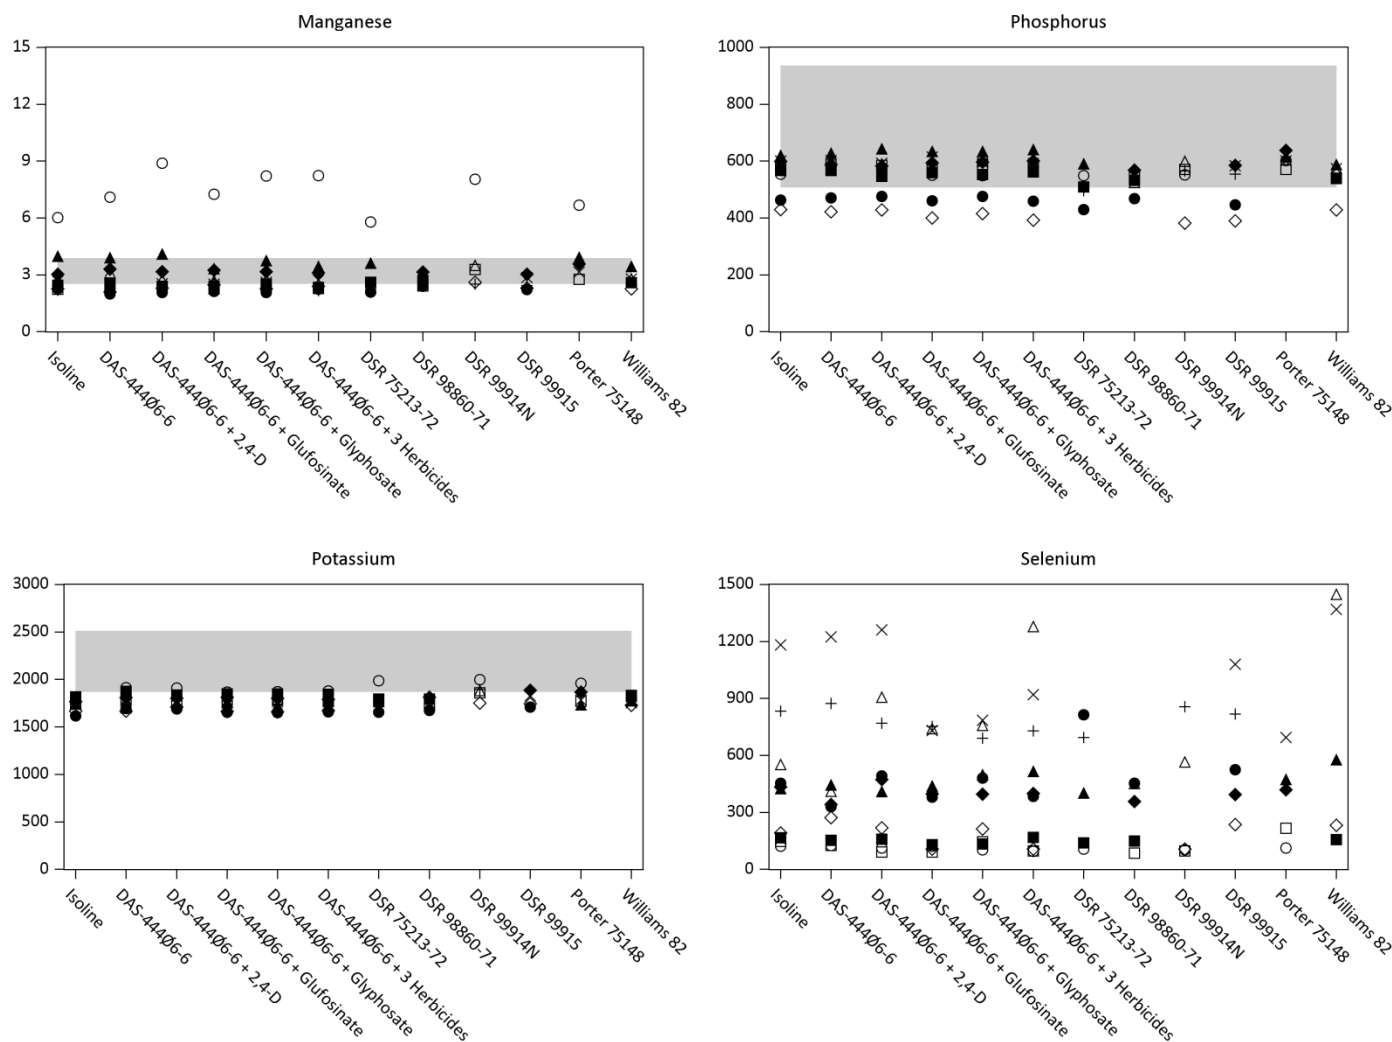 Manganese
15
12
9
6
3
0
Isoline
DAS-444Ø6-6
DAS-444Ø6-6 + 2,4-D
DAS-444Ø6-6 + Glufosinate
DAS-444Ø6-6 + Glyphosate
DAS-444Ø6-6 + 3 Herbicides
DSR 75213-72
DSR 98860-71
DSR 99914N
DSR 99915
Porter 75148
Williams 82
Phosphorus
1000
800
600
400
200
0
Isoline
DAS-444Ø6-6
DAS-444Ø6-6 + 2,4-D
DAS-444Ø6-6 + Glufosinate
DAS-444Ø6-6 + Glyphosate
DAS-444Ø6-6 + 3 Herbicides
DSR 75213-72
DSR 98860-71
DSR 99914N
DSR 99915
Porter 75148
Williams 82
Potassium
3000
2500
2000
1500
1000
500
0
Isoline
DAS-444Ø6-6
DAS-444Ø6-6 + 2,4-D
DAS-444Ø6-6 + Glufosinate
DAS-444Ø6-6 + Glyphosate
DAS-444Ø6-6 + 3 Herbicides
DSR 75213-72
DSR 98860-71
DSR 99914N
DSR 99915
Porter 75148
Williams 82
Selenium
1500
1200
900
600
300
0
Isoline
DAS-444Ø6-6
DAS-444Ø6-6 + 2,4-D
DAS-444Ø6-6 + Glufosinate
DAS-444Ø6-6 + Glyphosate
DAS-444Ø6-6 + 3 Herbicides
DSR 75213-72
DSR 98860-71
DSR 99914N
DSR 99915
Porter 75148
Williams 82